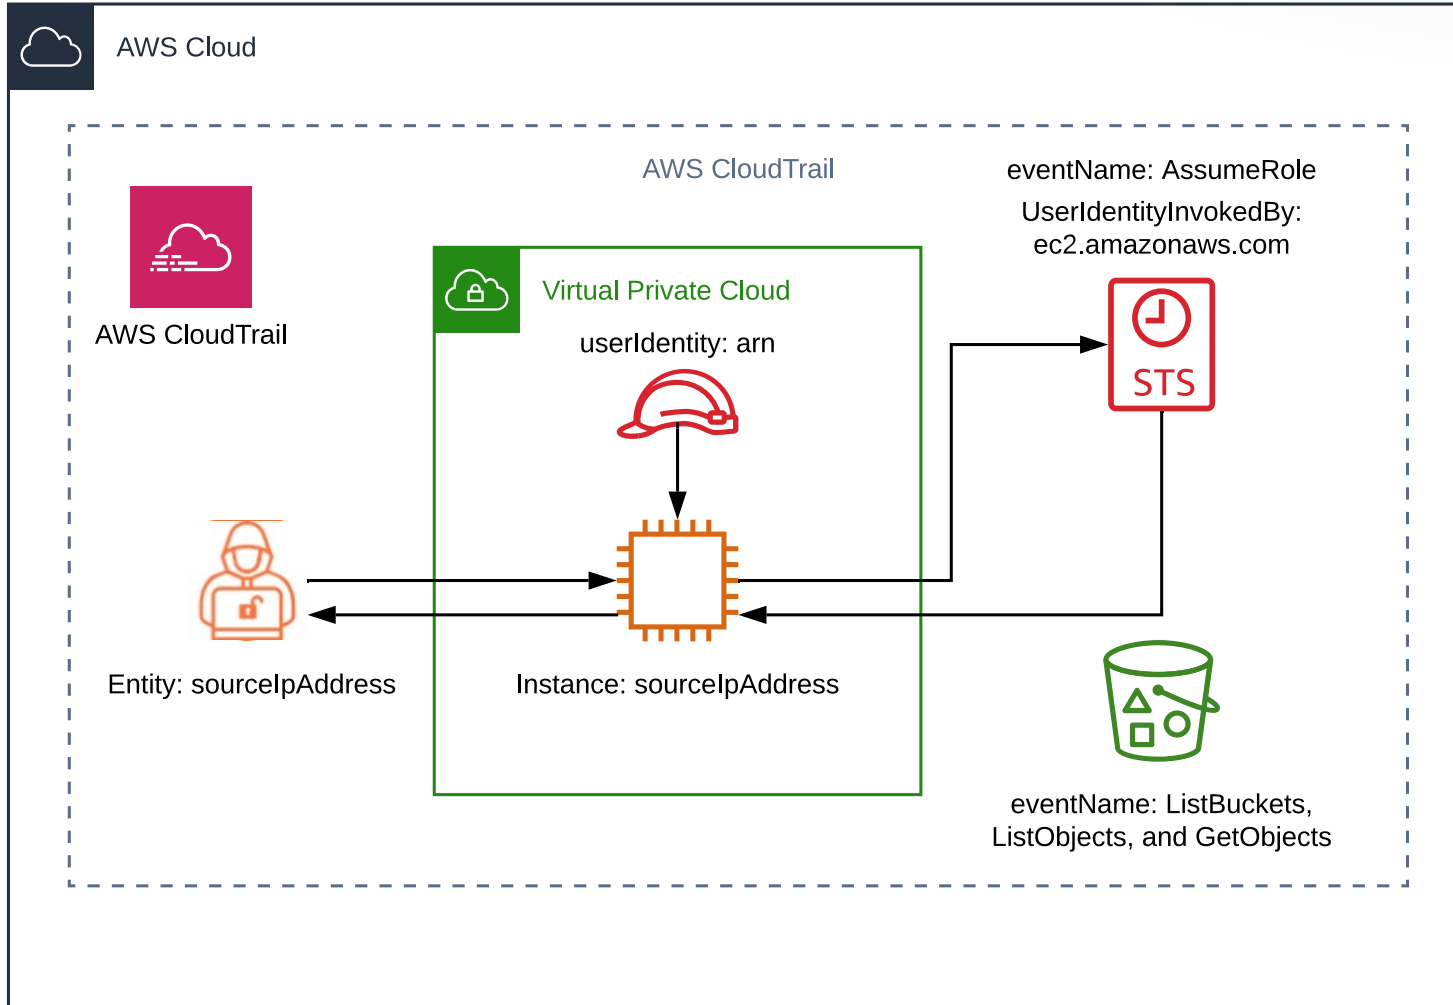 AWS Cloud
AWS CloudTrail
eventName: AssumeRole
UserIdentityInvokedBy:
ec2.amazonaws.com
AWS CloudTrail
Virtual Private Cloud
userIdentity: arn
STS
Entity: sourceIpAddress
Instance: sourceIpAddress
eventName: ListBuckets,
ListObjects, and GetObjects